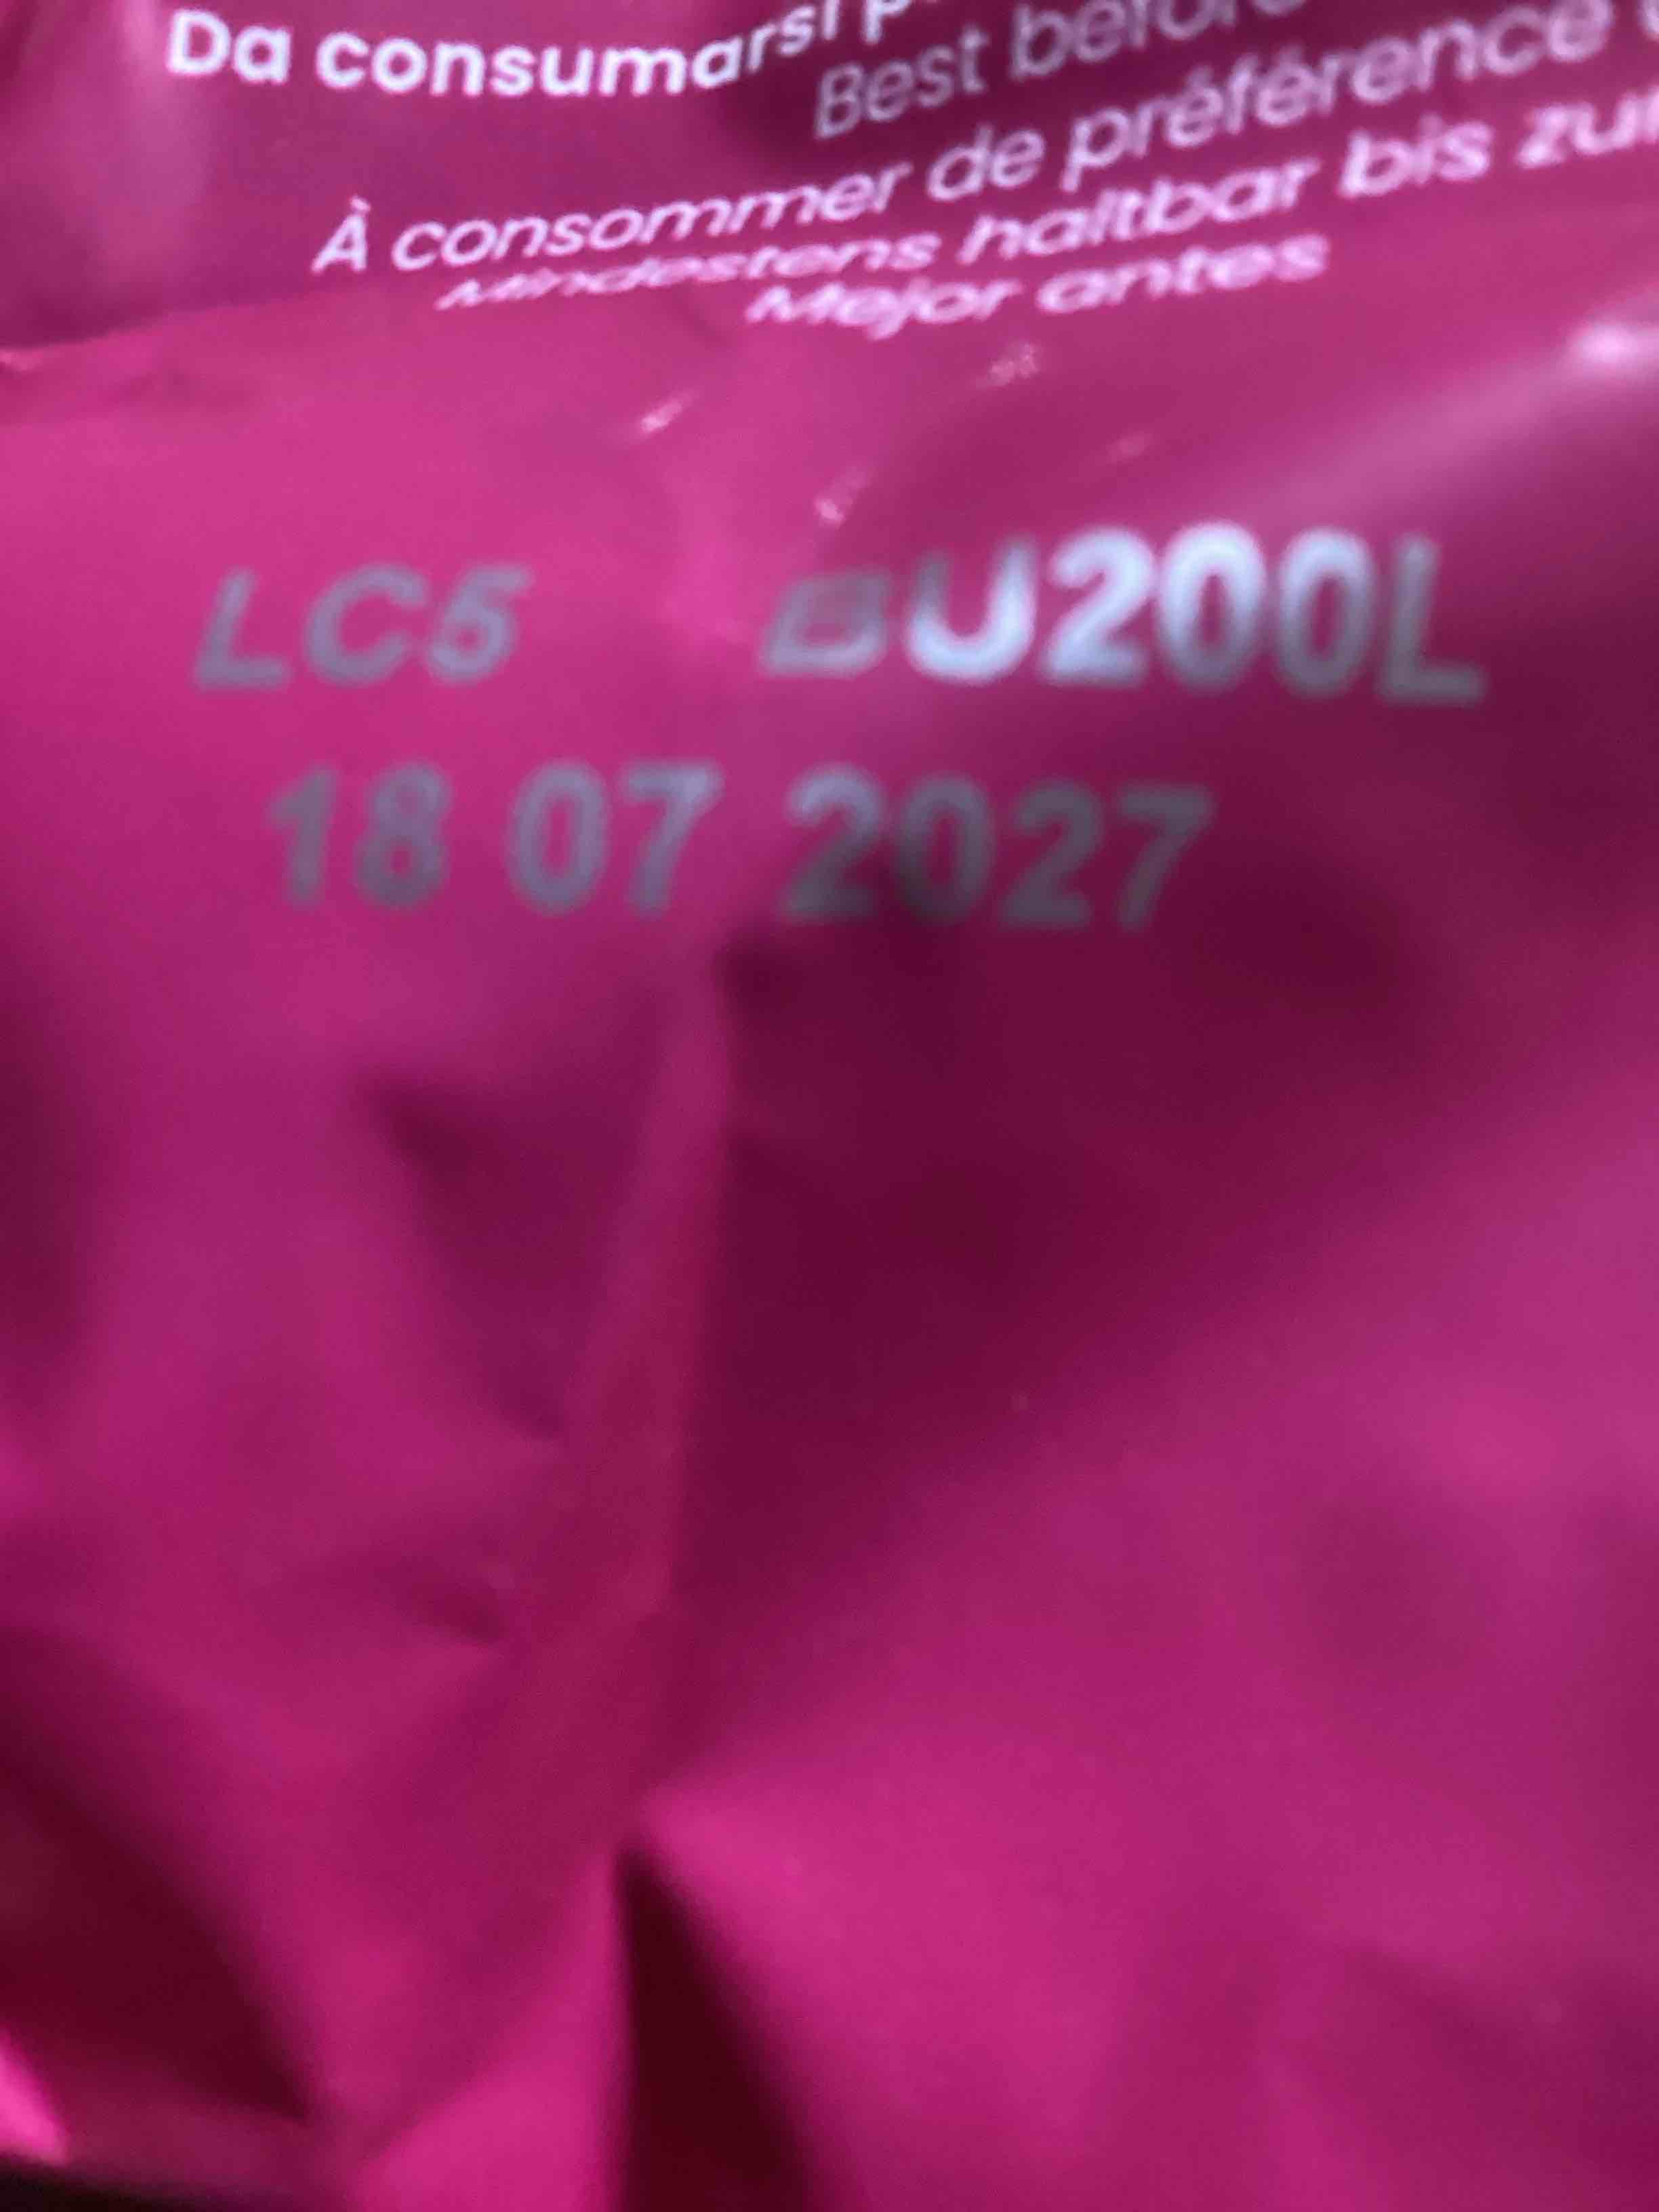 Da consumarsi
Best before
À consommer de préférence
Mindestens haltbar bis zum
Mejor antes
LC5 BU200L
18 07 2027